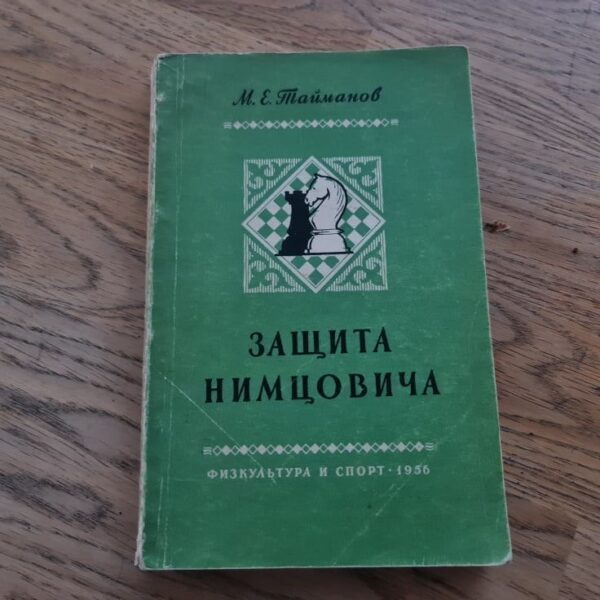 М. Е. Тайманов
ЗАЩИТА
НИМЦОВИЧА
ФИЗКУЛЬТУРА И СПОРТ · 1956